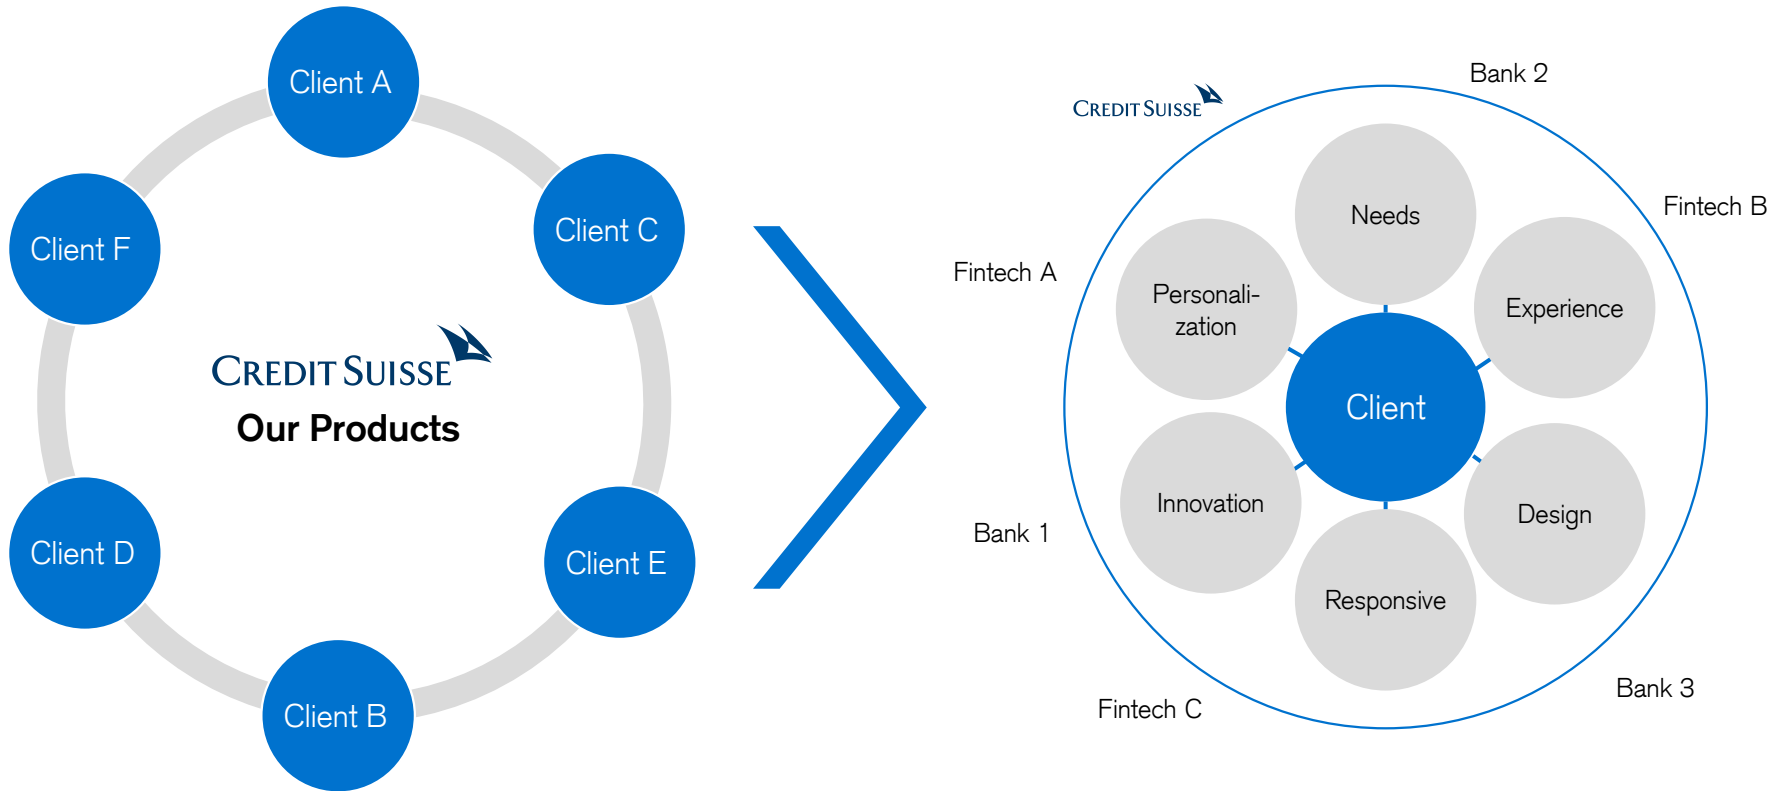 Client A
Client C
Client F
CREDIT SUISSE
Our Products
Client D
Client E
Client B
Bank 2
CREDIT SUISSE
Fintech B
Needs
Fintech A
Personali-
zation
Experience
Client
Innovation
Design
Bank 1
Responsive
Bank 3
Fintech C